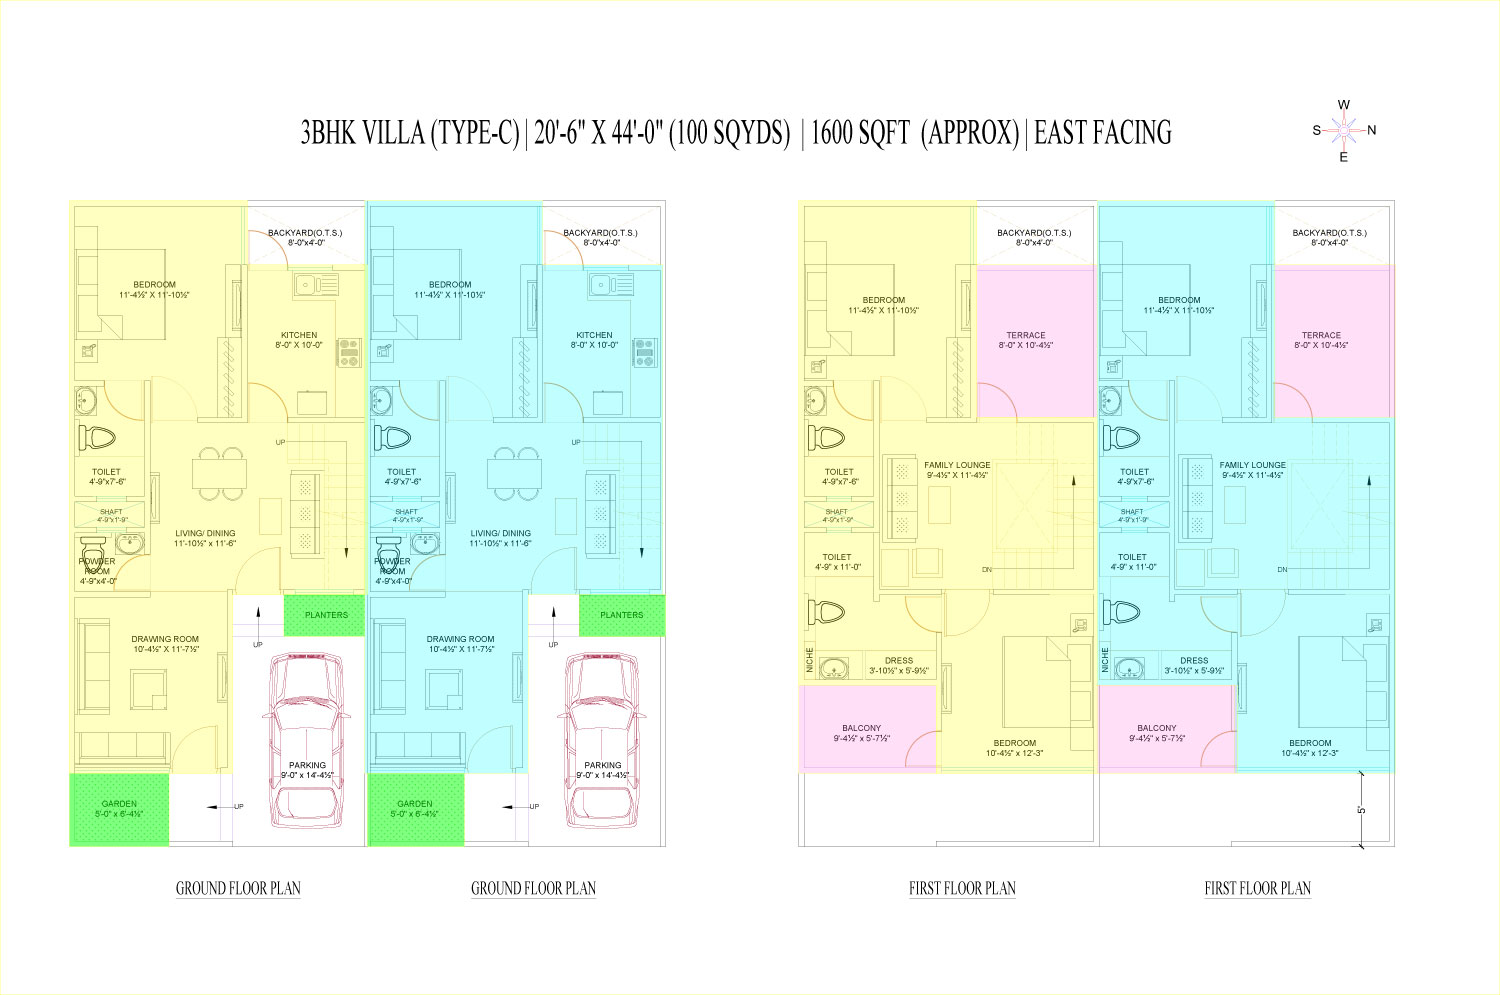 3BHK VILLA (TYPE-C) | 20'-6" X 44'-0" (100 SQYDS) | 1600 SQFT (APPROX) | EAST FACING
W
S
N
E
BACKYARD(O.T.S.)
8'-0"x4'-0"
BEDROOM
11'-4½" X 11'-10½"
KITCHEN
8'-0" X 10'-0"
UP
TOILET
4'-9"x7'-6"
SHAFT
4'-9"x1'-9"
LIVING/ DINING
11'-10½" x 11'-6"
POWDER
ROOM
4'-9"x4'-0"
PLANTERS
DRAWING ROOM
10'-4½" X 11'-7½"
UP
PARKING
9'-0" x 14'-4½"
GARDEN
5'-0" x 6'-4½"
UP
GROUND FLOOR PLAN
BACKYARD(O.T.S.)
8'-0"x4'-0"
BEDROOM
11'-4½" X 11'-10½"
KITCHEN
8'-0" X 10'-0"
UP
TOILET
4'-9"x7'-6"
SHAFT
4'-9"x1'-9"
LIVING/ DINING
11'-10½" x 11'-6"
POWDER
ROOM
4'-9"x4'-0"
PLANTERS
DRAWING ROOM
10'-4½" X 11'-7½"
UP
PARKING
9'-0" x 14'-4½"
GARDEN
5'-0" x 6'-4½"
UP
GROUND FLOOR PLAN
BACKYARD(O.T.S.)
8'-0"x4'-0"
BEDROOM
11'-4½" X 11'-10½"
TERRACE
8'-0" X 10'-4½"
FAMILY LOUNGE
9'-4½" X 11'-4½"
TOILET
4'-9"x7'-6"
SHAFT
4'-9"x1'-9"
TOILET
4'-9" x 11'-0"
DN
NICHE
DRESS
3'-10½" x 5'-9½"
BALCONY
9'-4½" x 5'-7½"
BEDROOM
10'-4½" x 12'-3"
FIRST FLOOR PLAN
BACKYARD(O.T.S.)
8'-0"x4'-0"
BEDROOM
11'-4½" X 11'-10½"
TERRACE
8'-0" X 10'-4½"
FAMILY LOUNGE
9'-4½" X 11'-4½"
TOILET
4'-9"x7'-6"
SHAFT
4'-9"x1'-9"
TOILET
4'-9" x 11'-0"
DN
NICHE
DRESS
3'-10½" x 5'-9½"
BALCONY
9'-4½" x 5'-7½"
BEDROOM
10'-4½" x 12'-3"
5'
FIRST FLOOR PLAN